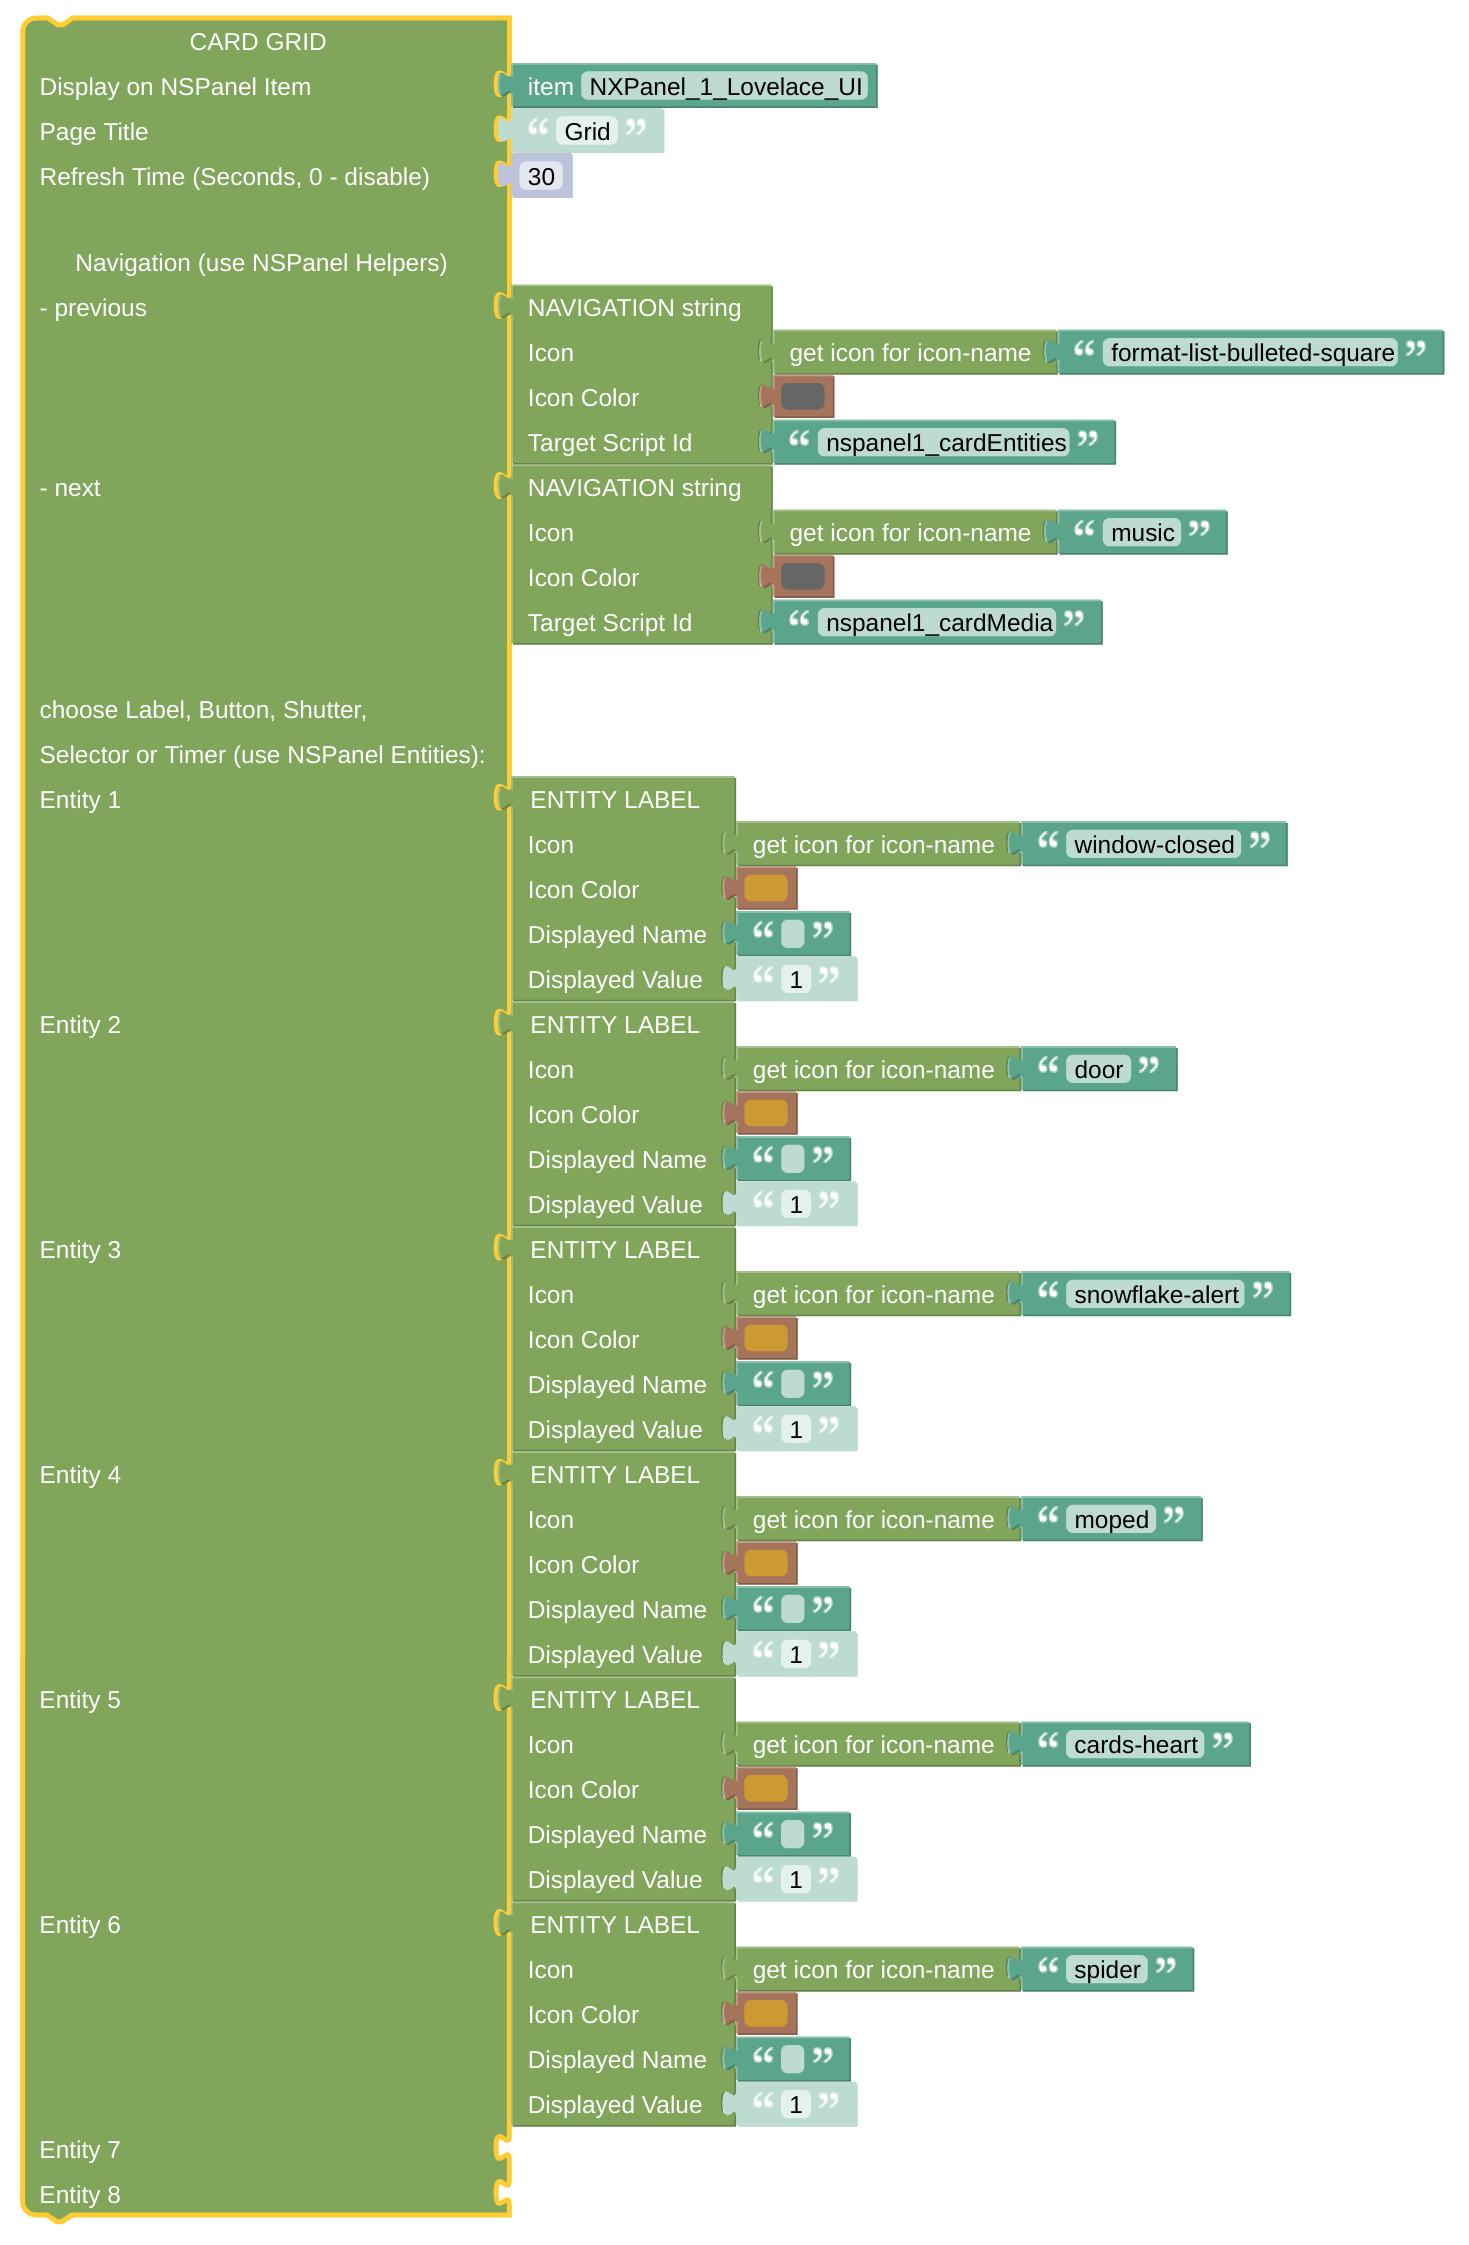 CARD GRID
Display on NSPanel Item item NXPanel_1_Lovelace_UI
Page Title “ Grid ”
Refresh Time (Seconds, 0 - disable) 30
Navigation (use NSPanel Helpers)
- previous NAVIGATION string
Icon get icon for icon-name “ format-list-bulleted-square ”
Icon Color
Target Script Id “ nspanel1_cardEntities ”
- next NAVIGATION string
Icon get icon for icon-name “ music ”
Icon Color
Target Script Id “ nspanel1_cardMedia ”
choose Label, Button, Shutter,
Selector or Timer (use NSPanel Entities):
Entity 1 ENTITY LABEL
Icon get icon for icon-name “ window-closed ”
Icon Color
Displayed Name “ ”
Displayed Value “ 1 ”
Entity 2 ENTITY LABEL
Icon get icon for icon-name “ door ”
Icon Color
Displayed Name “ ”
Displayed Value “ 1 ”
Entity 3 ENTITY LABEL
Icon get icon for icon-name “ snowflake-alert ”
Icon Color
Displayed Name “ ”
Displayed Value “ 1 ”
Entity 4 ENTITY LABEL
Icon get icon for icon-name “ moped ”
Icon Color
Displayed Name “ ”
Displayed Value “ 1 ”
Entity 5 ENTITY LABEL
Icon get icon for icon-name “ cards-heart ”
Icon Color
Displayed Name “ ”
Displayed Value “ 1 ”
Entity 6 ENTITY LABEL
Icon get icon for icon-name “ spider ”
Icon Color
Displayed Name “ ”
Displayed Value “ 1 ”
Entity 7
Entity 8